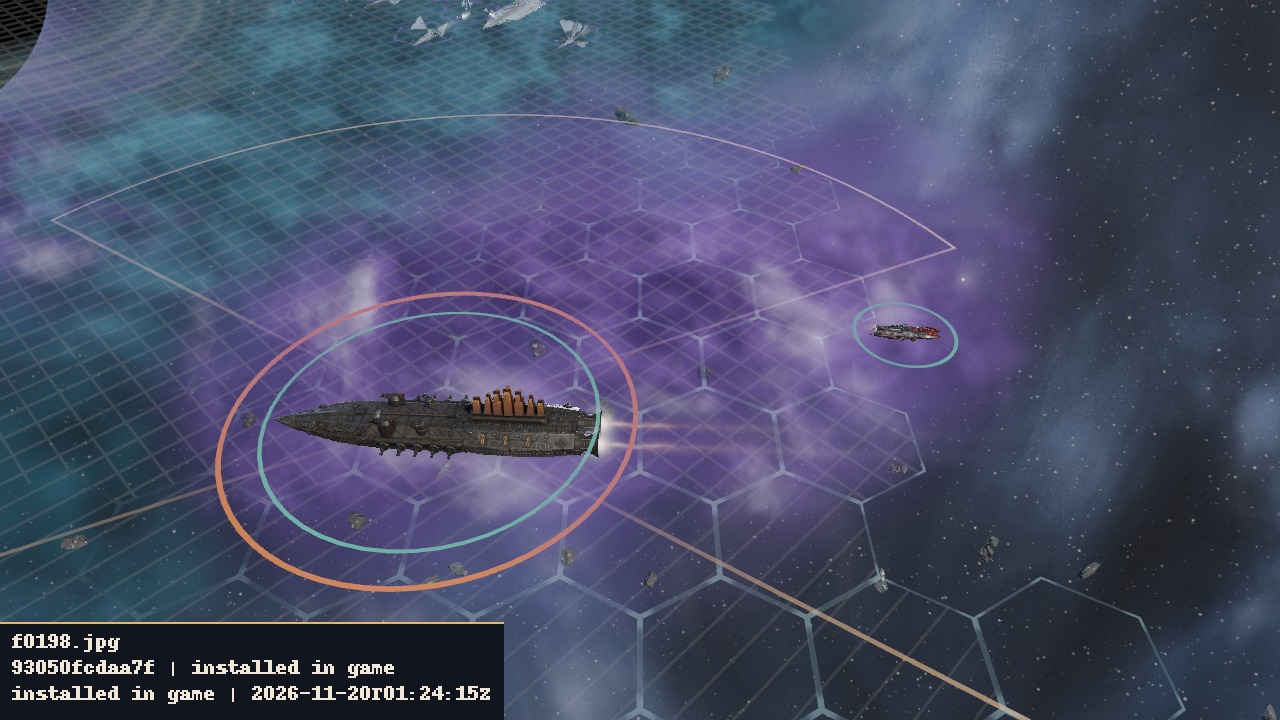 f0198.jpg
93050fcdaa7f | installed in game
installed in game | 2026-11-20T01:24:15Z